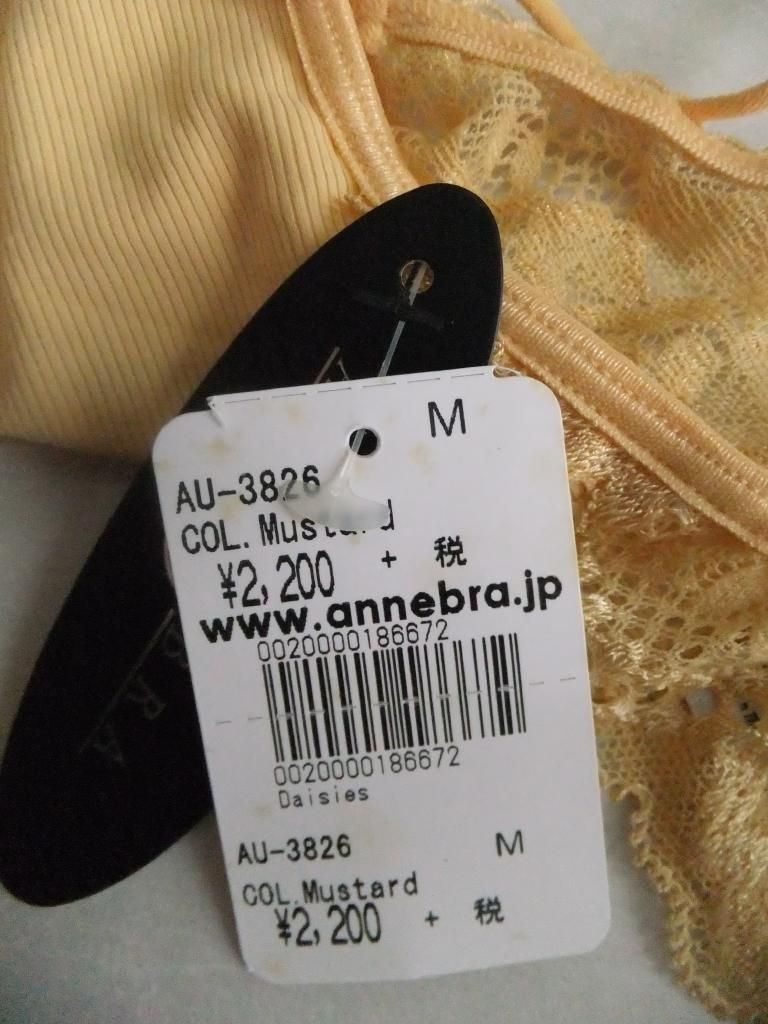 M
AU-3826
COL. Mustard
¥2,200 + 税
www.annebra.jp
0020000186672
0020000186672
Daisies
AU-3826 M
COL.Mustard
¥2,200 + 税
BRA